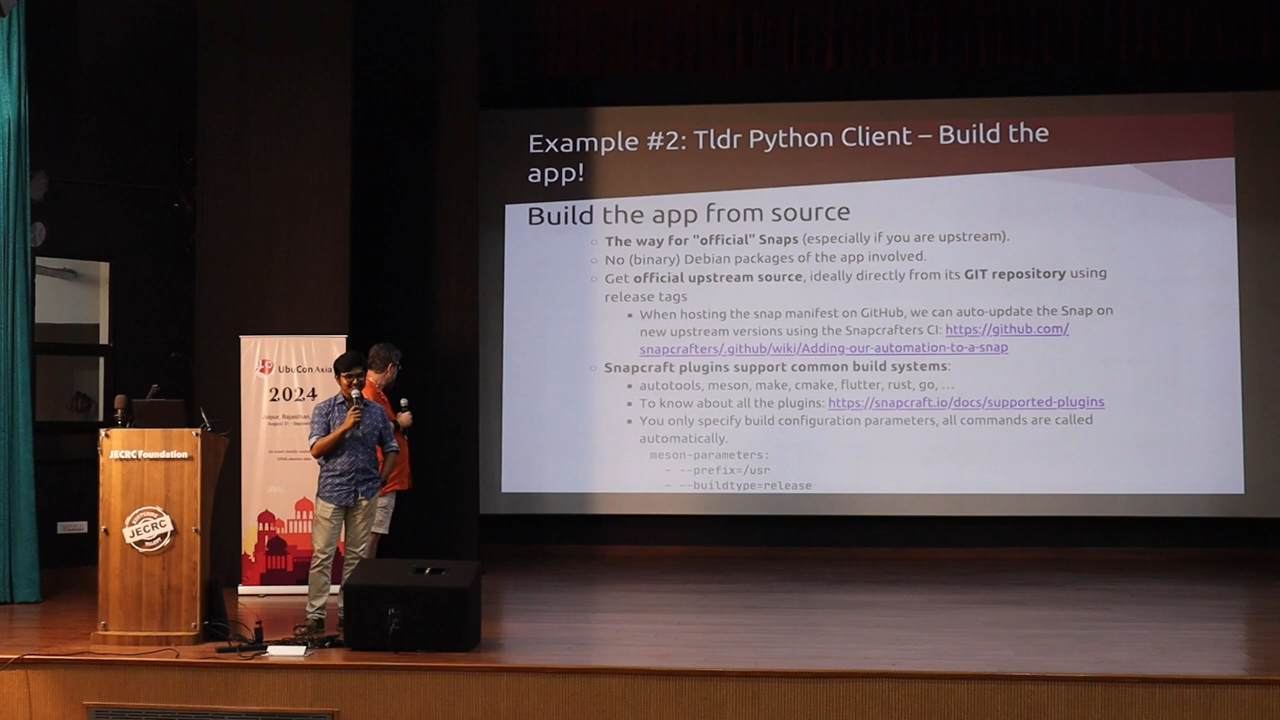 Example #2: Tldr Python Client – Build the
app!
Build the app from source
The way for "official" Snaps (especially if you are upstream).
No (binary) Debian packages of the app involved.
Get official upstream source, ideally directly from its GIT repository using
release tags
When hosting the snap manifest on GitHub, we can auto-update the Snap on
new upstream versions using the Snapcrafters CI: https://github.com/
snapcrafters/.github/wiki/Adding-our-automation-to-a-snap
Snapcraft plugins support common build systems:
autotools, meson, make, cmake, flutter, rust, go, …
To know about all the plugins: https://snapcraft.io/docs/supported-plugins
You only specify build configuration parameters, all commands are called
automatically.
meson-parameters:
- --prefix=/usr
- --buildtype=release
UbuCon Asia
2024
Jaipur, Rajasthan,
August 31 -
JECRC Foundation
JECRC